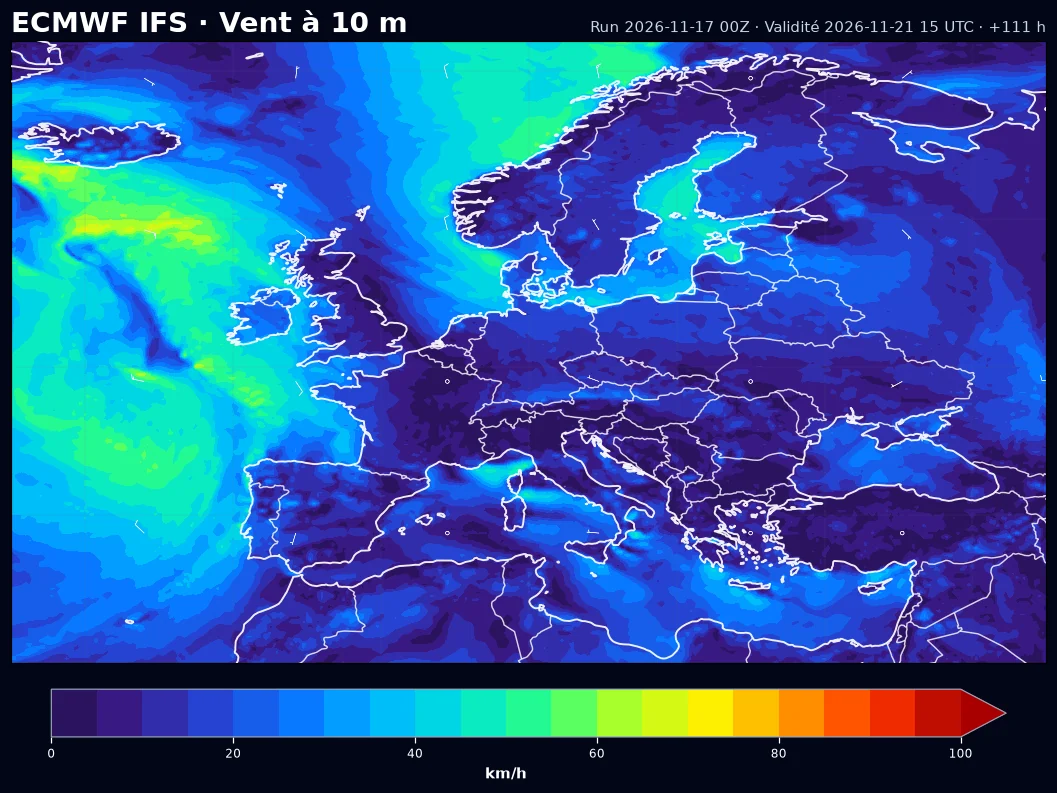 ECMWF IFS · Vent à 10 m
Run 2026-11-17 00Z · Validité 2026-11-21 15 UTC · +111 h
0 20 40 60 80 100
km/h